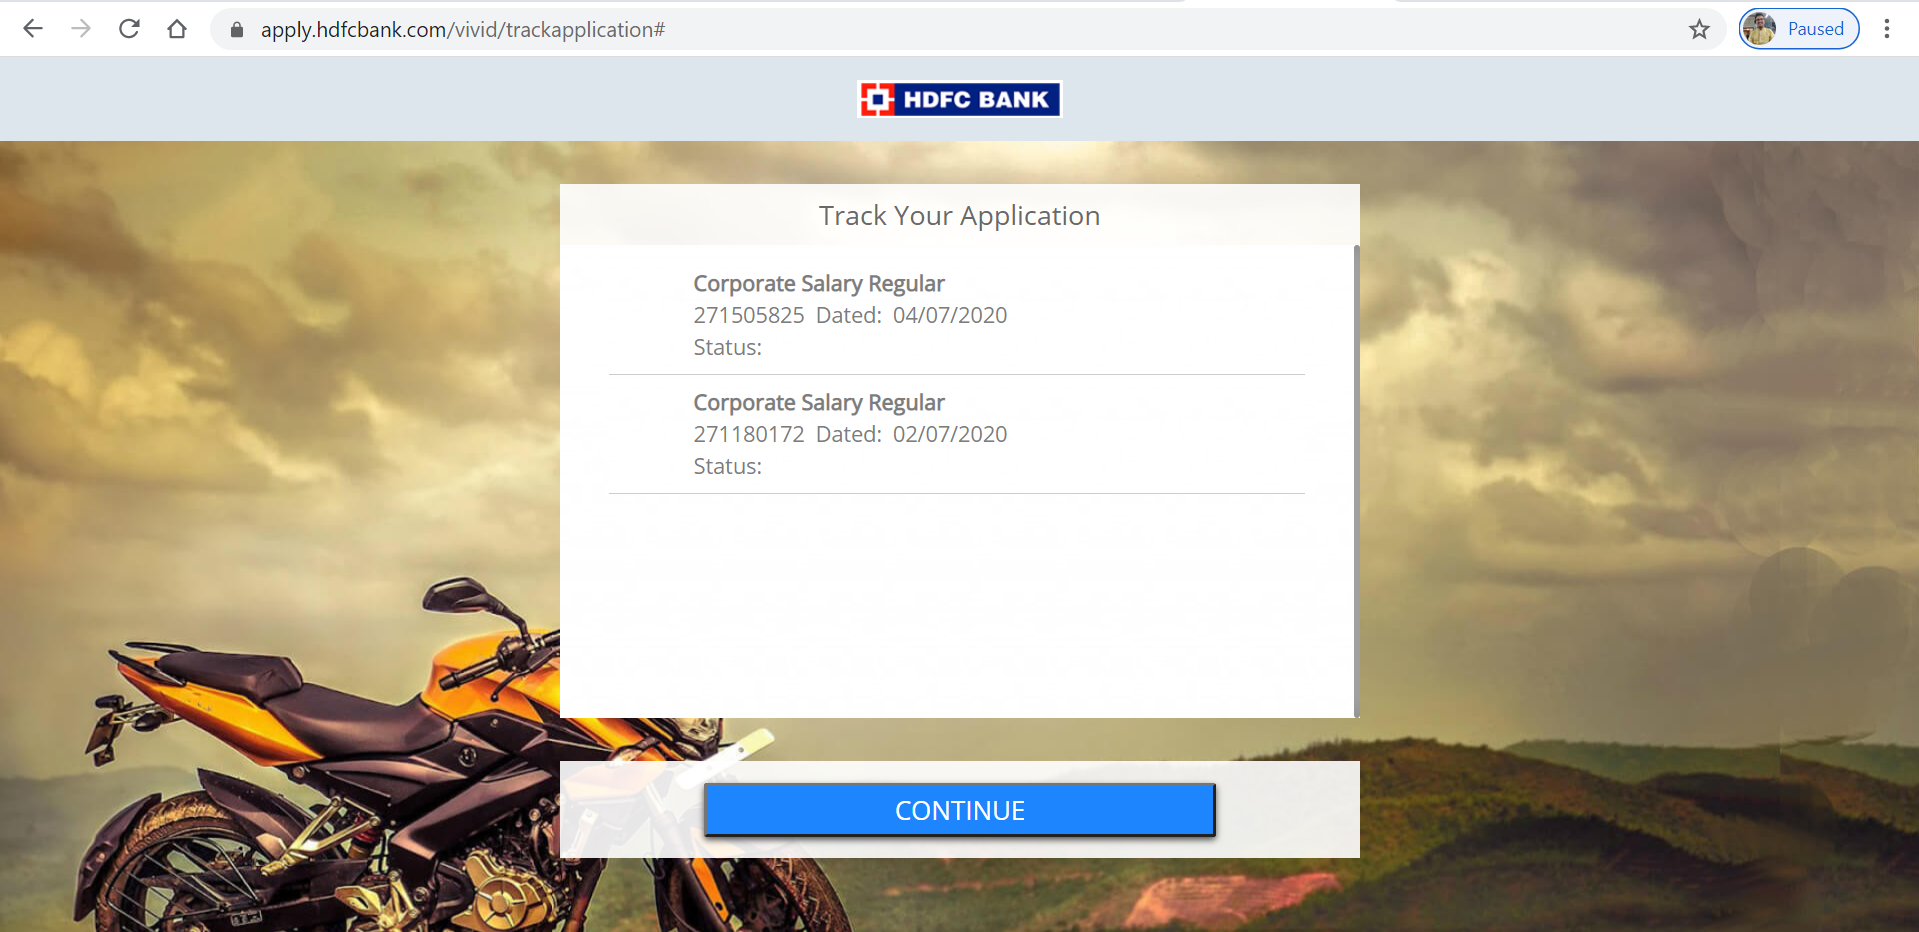 apply.hdfcbank.com/vivid/trackapplication#
Paused
HDFC BANK
Track Your Application
Corporate Salary Regular
271505825 Dated: 04/07/2020
Status:
Corporate Salary Regular
271180172 Dated: 02/07/2020
Status:
CONTINUE